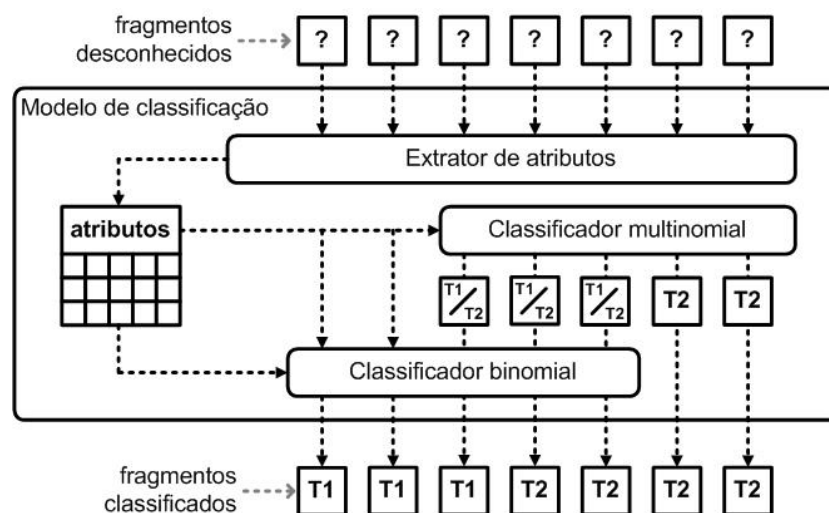 fragmentos
desconhecidos
? ? ? ? ? ? ?
Modelo de classificação
Extrator de atributos
atributos
Classificador multinomial
T1/T2 T1/T2 T1/T2 T2 T2
Classificador binomial
fragmentos
classificados
T1 T1 T1 T2 T2 T2 T2